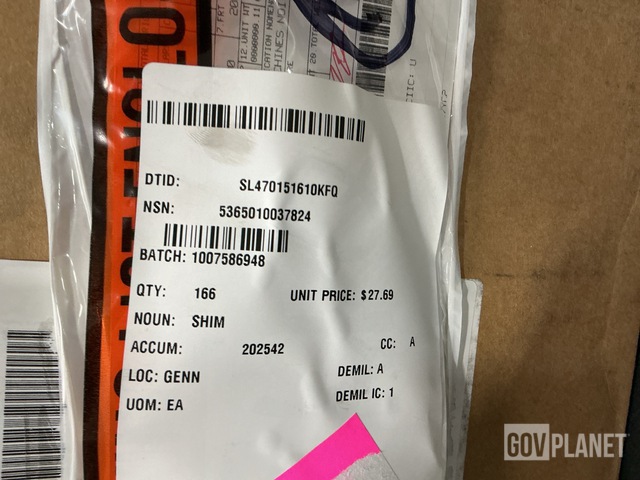 DTID: SL470151610KFQ
NSN: 5365010037824
BATCH: 1007586948
QTY: 166 UNIT PRICE: $27.69
NOUN: SHIM
ACCUM: 202542 CC: A
LOC: GENN DEMIL: A
UOM: EA DEMIL IC: 1
GOVPLANET